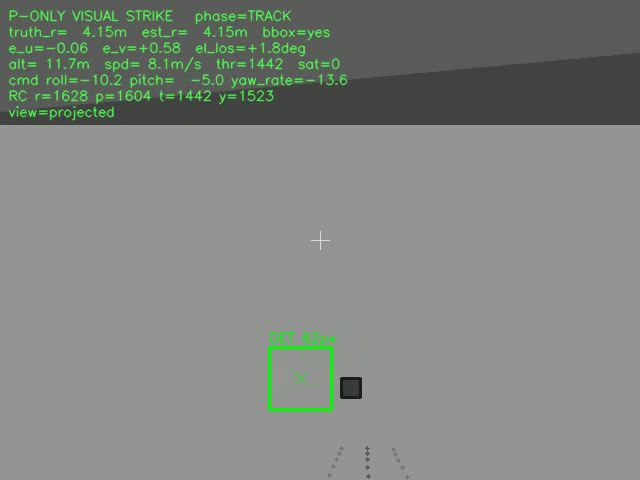 P-ONLY VISUAL STRIKE   phase=TRACK
truth_r=  4.15m   est_r=  4.15m   bbox=yes
e_u=−0.06   e_v=+0.58   el_los=+1.8deg
alt=  11.7m   spd=  8.1m/s   thr=1442   sat=0
cmd roll=−10.2 pitch=   −5.0 yaw_rate=−13.6
RC r=1628 p=1604 t=1442 y=1523
view=projected
DET 62px